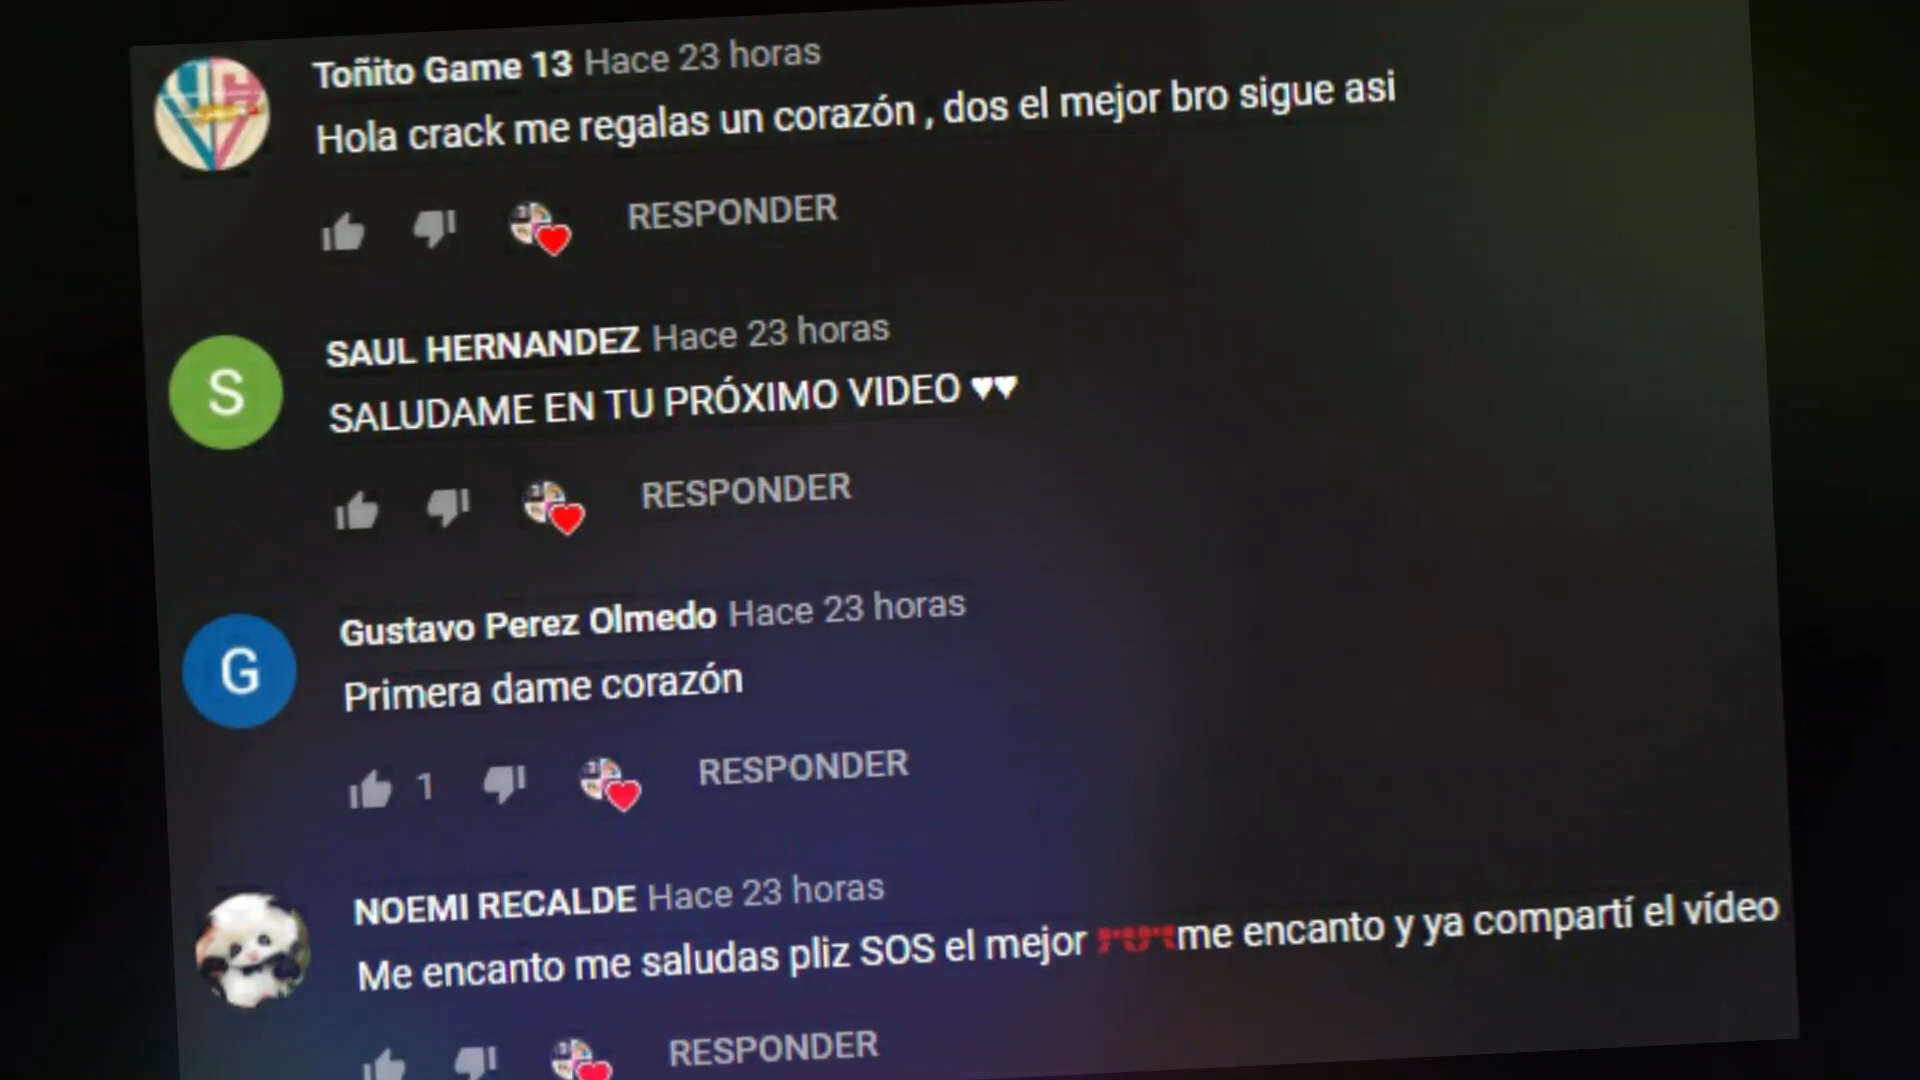 Toñito Game 13 Hace 23 horas
Hola crack me regalas un corazón , dos el mejor bro sigue asi
RESPONDER
SAUL HERNANDEZ Hace 23 horas
S
SALUDAME EN TU PRÓXIMO VIDEO ♥♥
RESPONDER
Gustavo Perez Olmedo Hace 23 horas
G
Primera dame corazón
1 RESPONDER
NOEMI RECALDE Hace 23 horas
Me encanto me saludas pliz SOS el mejor me encanto y ya compartí el vídeo
RESPONDER